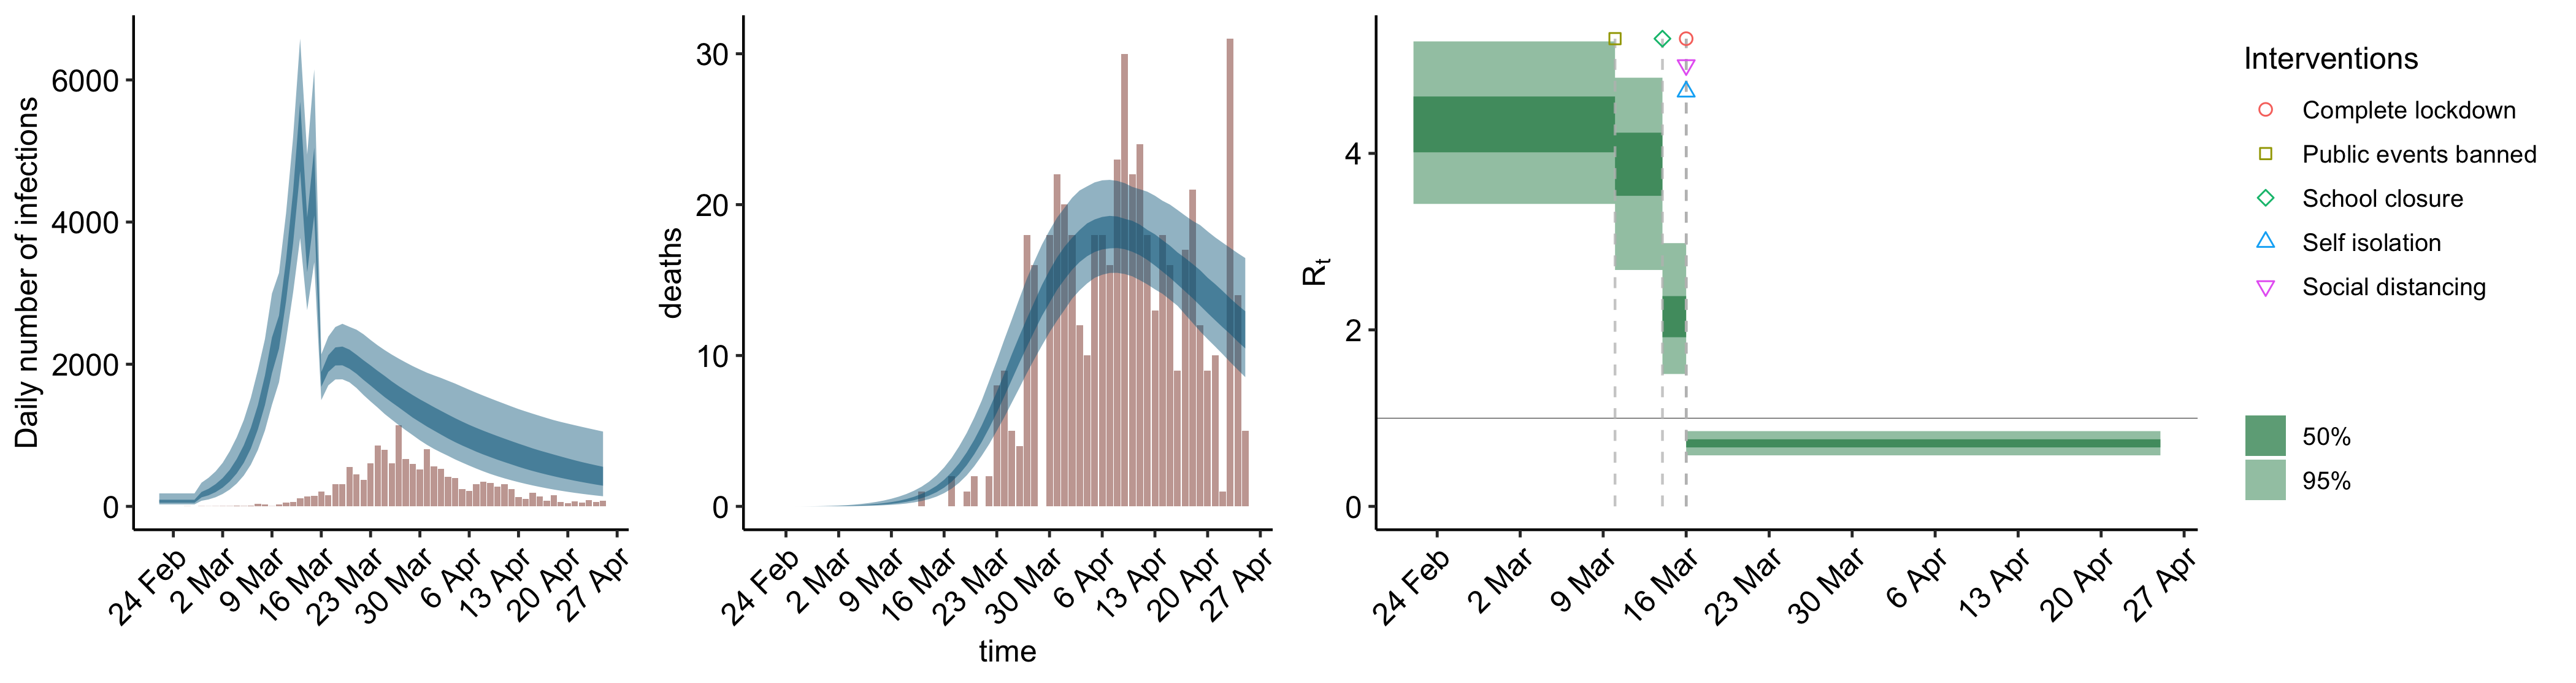 Daily number of infections
6000
4000
2000
0
24 Feb
2 Mar
9 Mar
16 Mar
23 Mar
30 Mar
6 Apr
13 Apr
20 Apr
27 Apr
deaths
30
20
10
0
24 Feb
2 Mar
9 Mar
16 Mar
23 Mar
30 Mar
6 Apr
13 Apr
20 Apr
27 Apr
time
Rt
4
2
0
24 Feb
2 Mar
9 Mar
16 Mar
23 Mar
30 Mar
6 Apr
13 Apr
20 Apr
27 Apr
Interventions
Complete lockdown
Public events banned
School closure
Self isolation
Social distancing
50%
95%